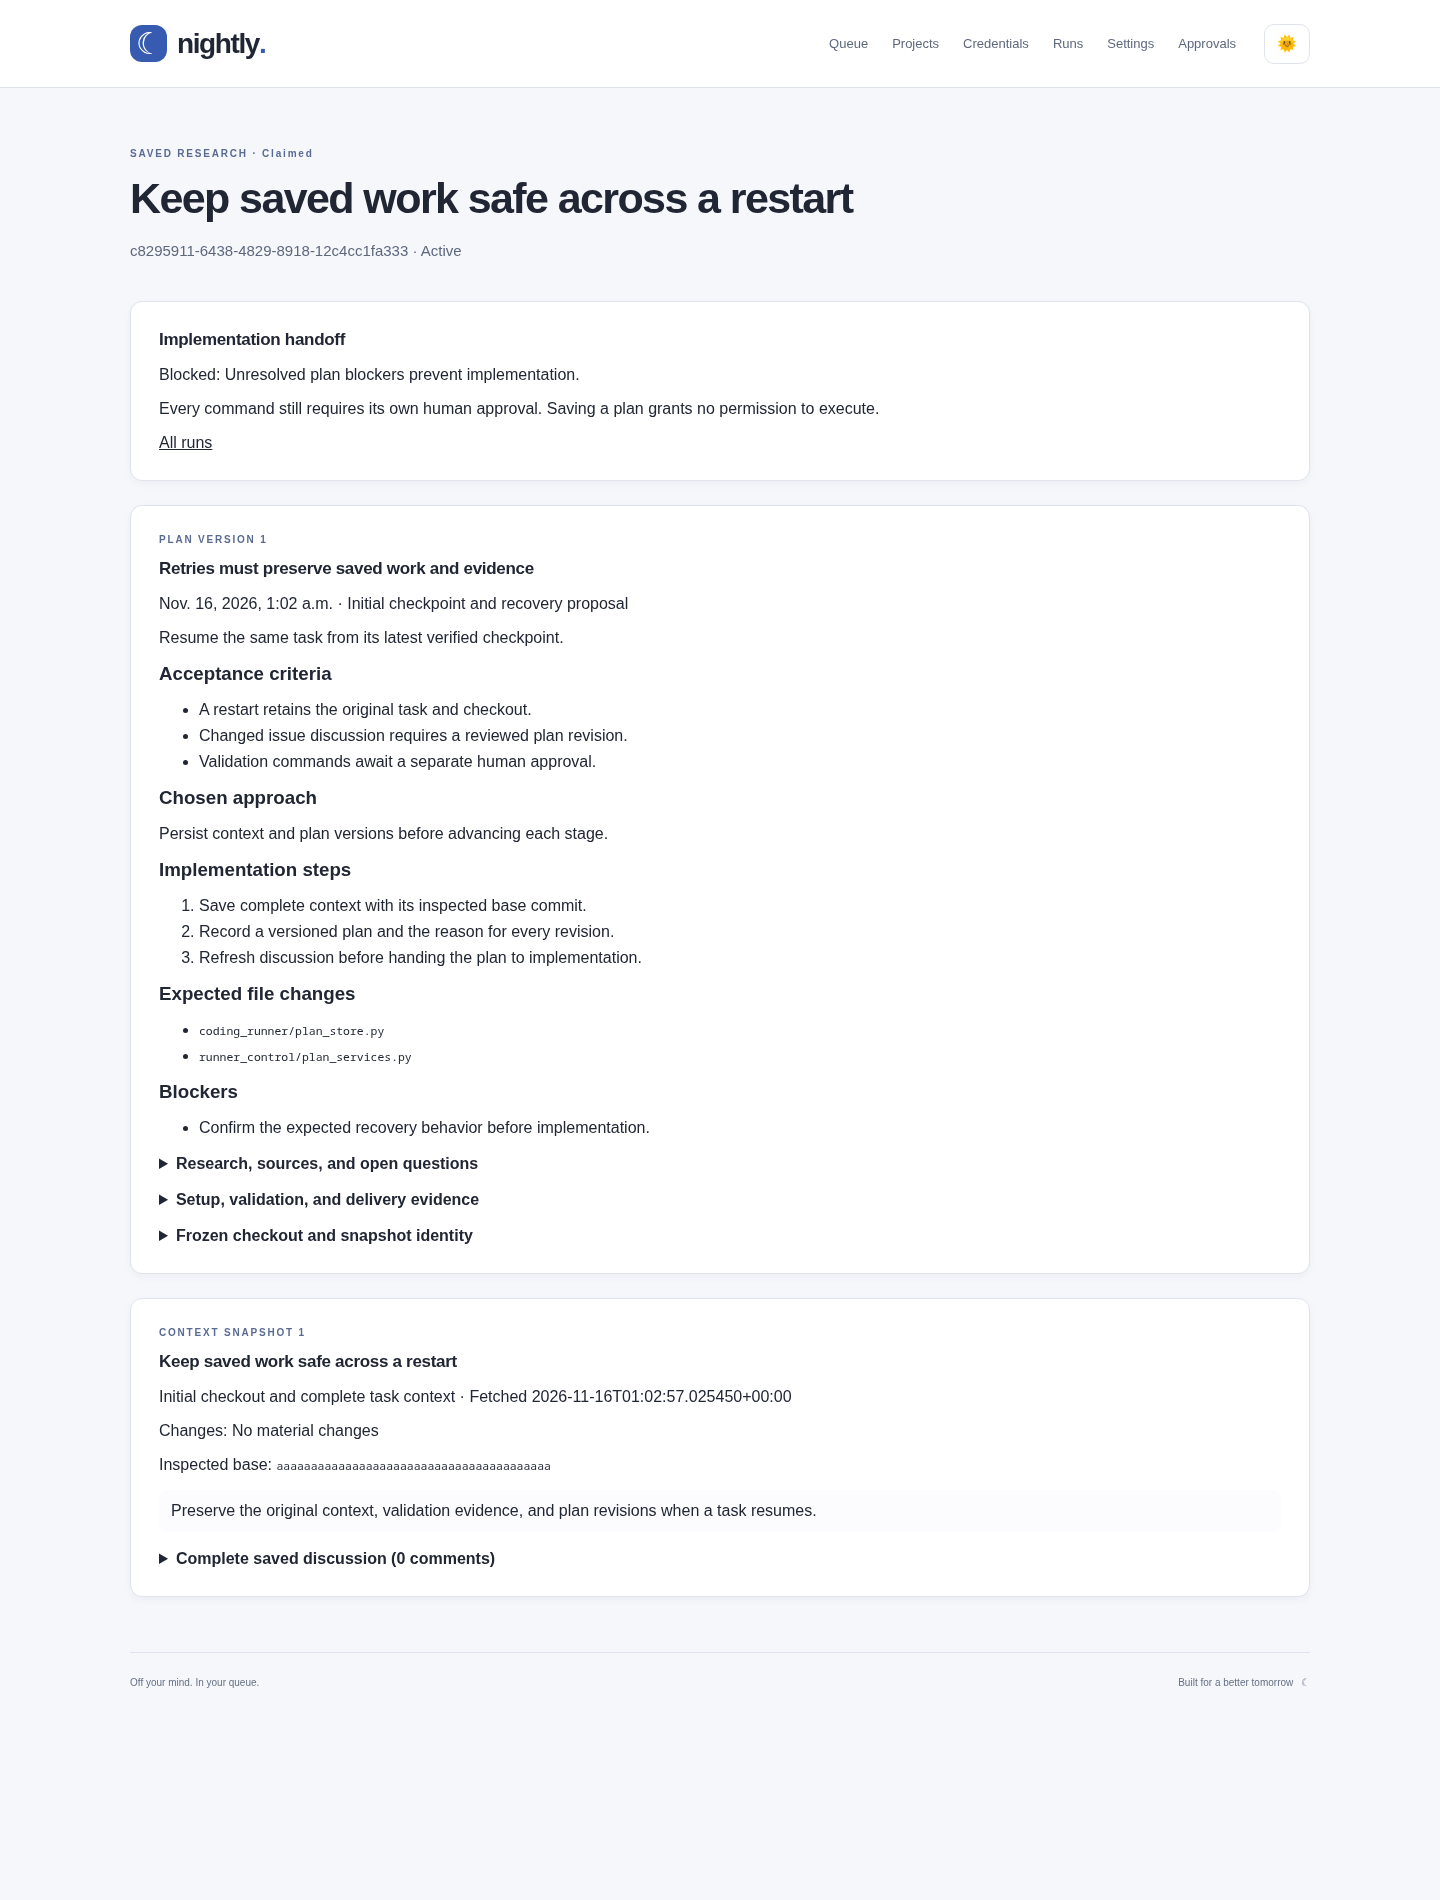 nightly.
Queue Projects Credentials Runs Settings Approvals
SAVED RESEARCH · Claimed
Keep saved work safe across a restart
c8295911-6438-4829-8918-12c4cc1fa333 · Active
Implementation handoff
Blocked: Unresolved plan blockers prevent implementation.
Every command still requires its own human approval. Saving a plan grants no permission to execute.
All runs
PLAN VERSION 1
Retries must preserve saved work and evidence
Nov. 16, 2026, 1:02 a.m. · Initial checkpoint and recovery proposal
Resume the same task from its latest verified checkpoint.
Acceptance criteria
• A restart retains the original task and checkout.
• Changed issue discussion requires a reviewed plan revision.
• Validation commands await a separate human approval.
Chosen approach
Persist context and plan versions before advancing each stage.
Implementation steps
1. Save complete context with its inspected base commit.
2. Record a versioned plan and the reason for every revision.
3. Refresh discussion before handing the plan to implementation.
Expected file changes
• coding_runner/plan_store.py
• runner_control/plan_services.py
Blockers
• Confirm the expected recovery behavior before implementation.
Research, sources, and open questions
Setup, validation, and delivery evidence
Frozen checkout and snapshot identity
CONTEXT SNAPSHOT 1
Keep saved work safe across a restart
Initial checkout and complete task context · Fetched 2026-11-16T01:02:57.025450+00:00
Changes: No material changes
Inspected base: aaaaaaaaaaaaaaaaaaaaaaaaaaaaaaaaaaaaaaaa
Preserve the original context, validation evidence, and plan revisions when a task resumes.
Complete saved discussion (0 comments)
Off your mind. In your queue.
Built for a better tomorrow ☾